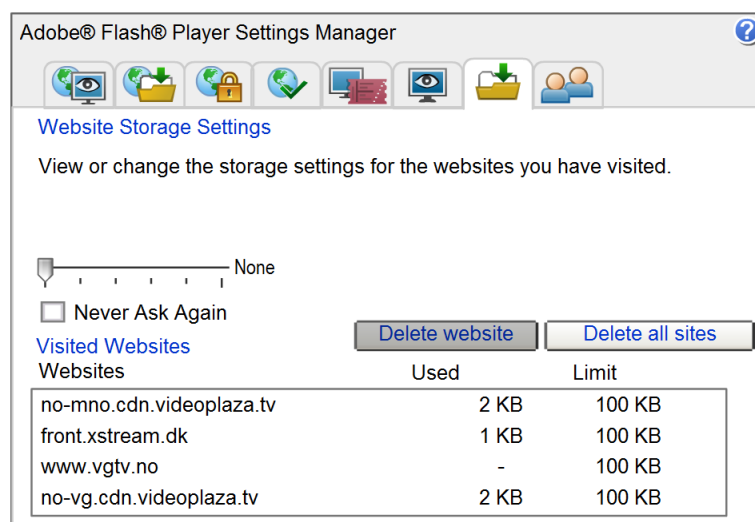 Adobe® Flash® Player Settings Manager
?
Website Storage Settings
View or change the storage settings for the websites you have visited.
None
Never Ask Again
Delete website Delete all sites
Visited Websites
Websites Used Limit
no-mno.cdn.videoplaza.tv 2 KB 100 KB
front.xstream.dk 1 KB 100 KB
www.vgtv.no - 100 KB
no-vg.cdn.videoplaza.tv 2 KB 100 KB